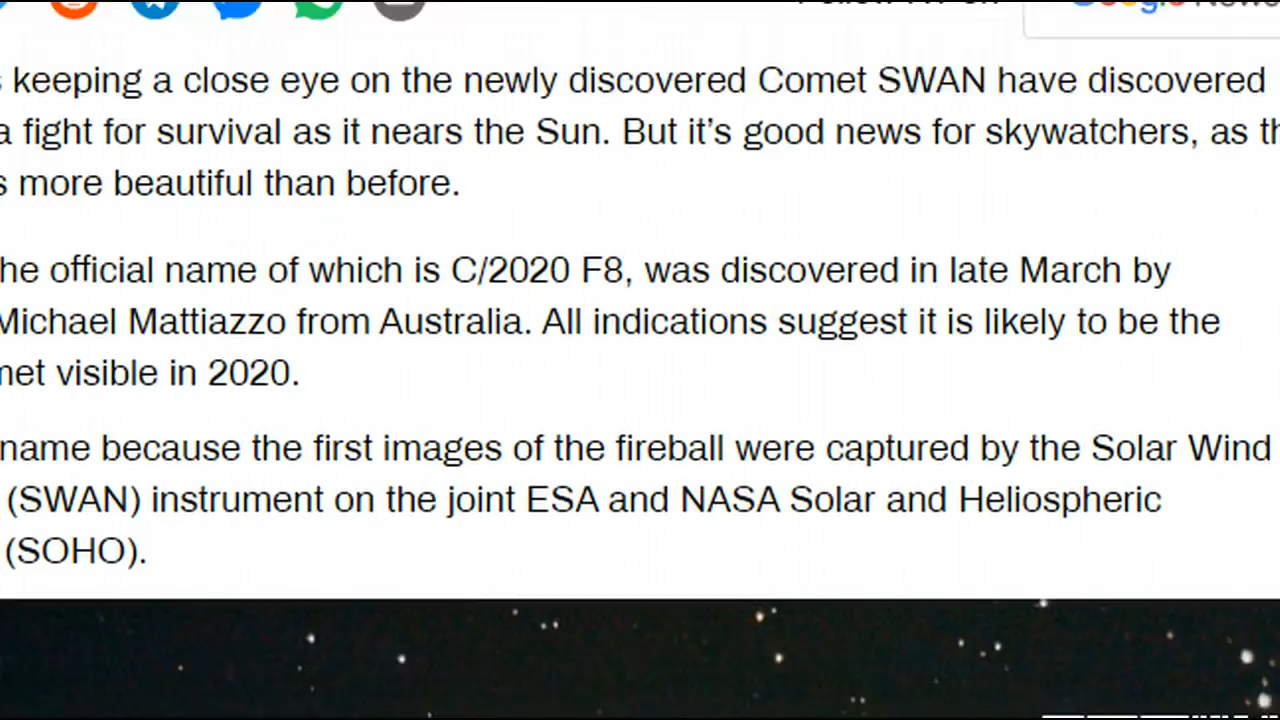 keeping a close eye on the newly discovered Comet SWAN have discovered
a fight for survival as it nears the Sun. But it’s good news for skywatchers, as
more beautiful than before.
he official name of which is C/2020 F8, was discovered in late March by
Michael Mattiazzo from Australia. All indications suggest it is likely to be the
met visible in 2020.
name because the first images of the fireball were captured by the Solar Wind
(SWAN) instrument on the joint ESA and NASA Solar and Heliospheric
(SOHO).